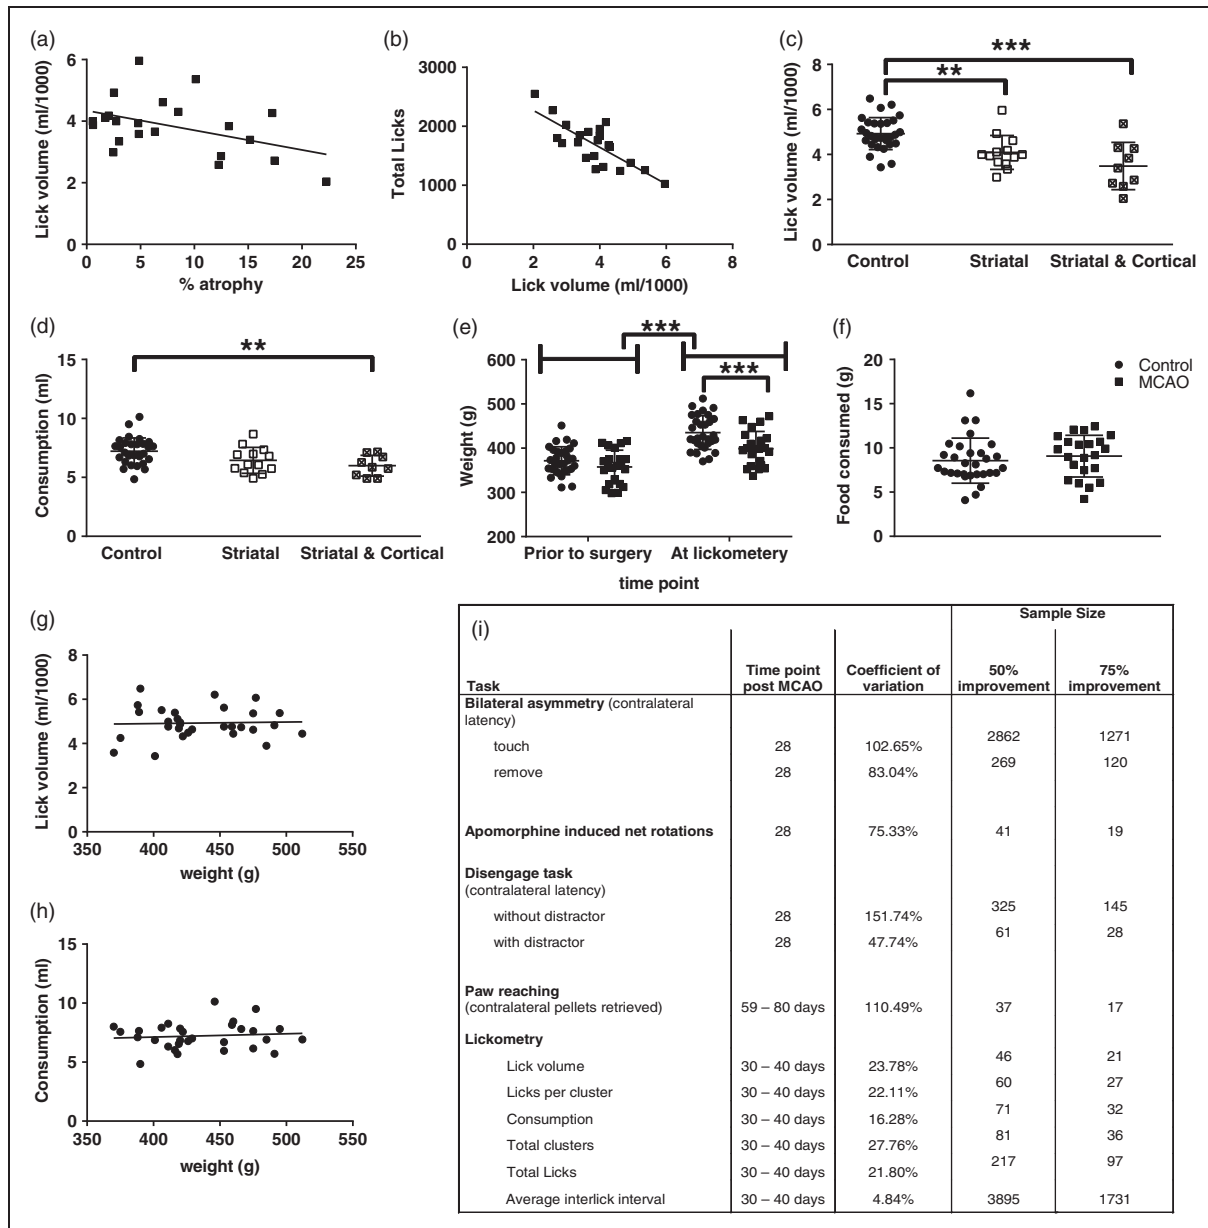 (a)
6
4
2
0
Lick volume (ml/1000)
0 5 10 15 20 25
% atrophy
(b)
3000
2000
1000
0
Total Licks
0 2 4 6 8
Lick volume (ml/1000)
(c)
8
6
4
2
0
Lick volume (ml/1000)
***
**
Control Striatal Striatal & Cortical
(d)
15
10
5
0
Consumption (ml)
**
Control Striatal Striatal & Cortical
(e)
600
500
400
300
200
Weight (g)
***
***
Prior to surgery At lickometery
time point
(f)
20
15
10
5
0
Food consumed (g)
Control
MCAO
(g)
8
6
4
2
0
Lick volume (ml/1000)
350 400 450 500 550
weight (g)
(h)
15
10
5
0
Consumption (ml)
350 400 450 500 550
weight (g)
(i)
Sample Size
Time point Coefficient of 50% 75%
Task post MCAO variation improvement improvement
Bilateral asymmetry (contralateral
latency)
touch 28 102.65% 2862 1271
remove 28 83.04% 269 120
Apomorphine induced net rotations 28 75.33% 41 19
Disengage task
(contralateral latency)
without distractor 28 151.74% 325 145
with distractor 28 47.74% 61 28
Paw reaching
(contralateral pellets retrieved) 59 – 80 days 110.49% 37 17
Lickometry
Lick volume 30 – 40 days 23.78% 46 21
Licks per cluster 30 – 40 days 22.11% 60 27
Consumption 30 – 40 days 16.28% 71 32
Total clusters 30 – 40 days 27.76% 81 36
Total Licks 30 – 40 days 21.80% 217 97
Average interlick interval 30 – 40 days 4.84% 3895 1731